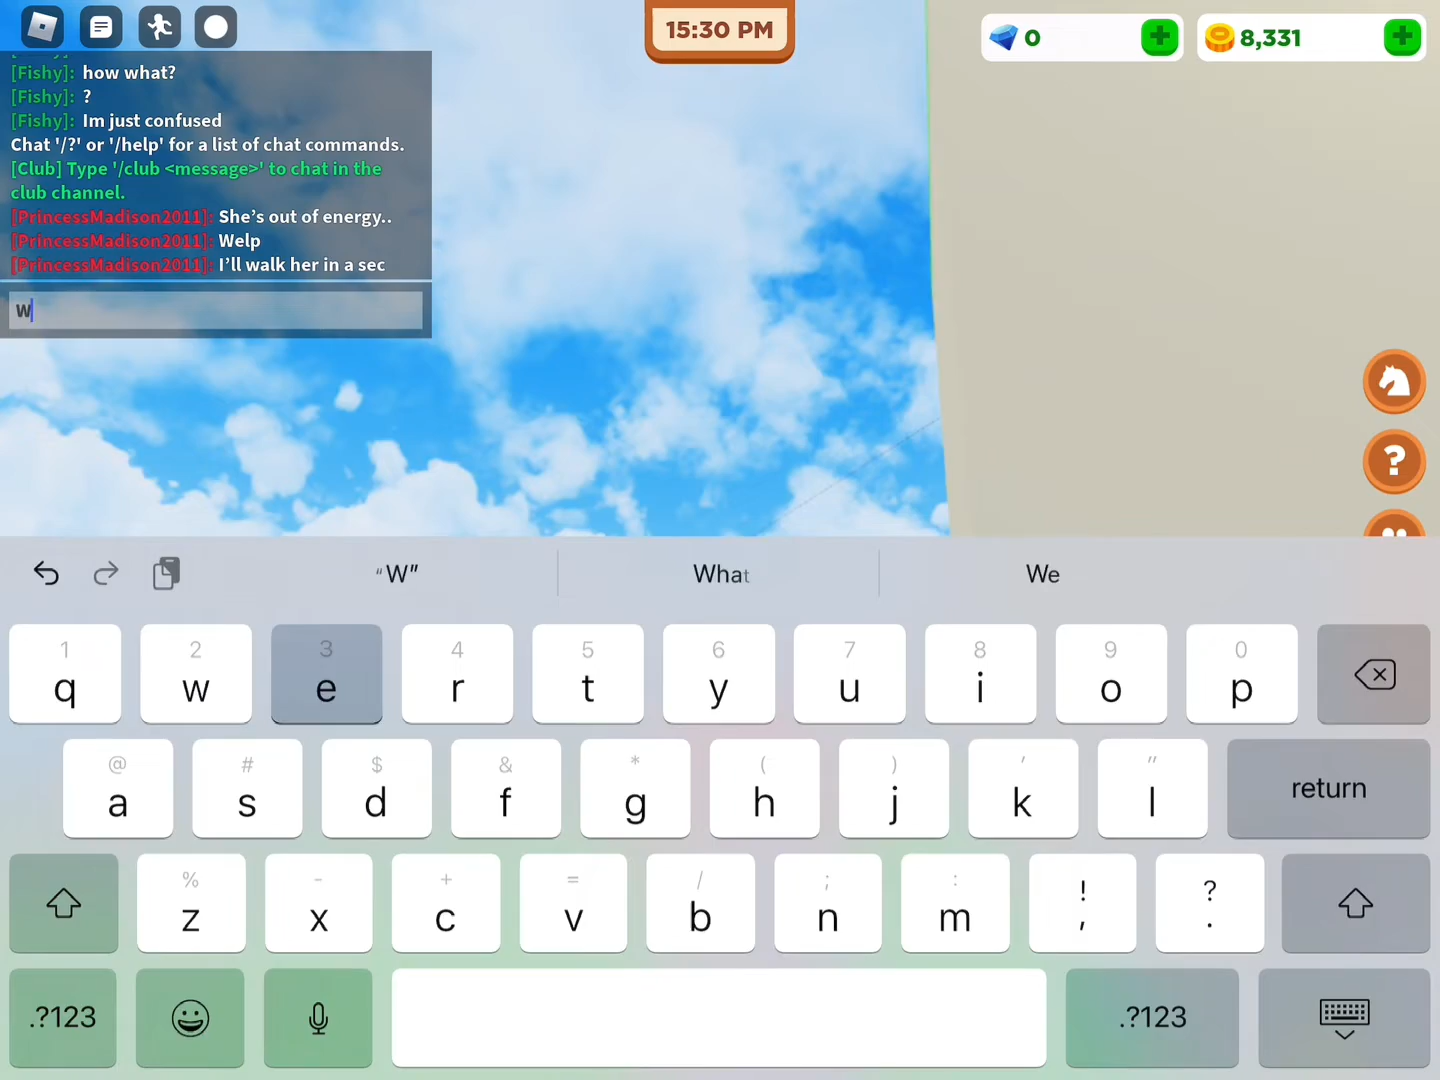 15:30 PM
0
8,331
[Fishy]: how what?
[Fishy]: ?
[Fishy]: Im just confused
Chat '/?' or '/help' for a list of chat commands.
[Club] Type '/club <message>' to chat in the
club channel.
[PrincessMadison2011]: She’s out of energy..
[PrincessMadison2011]: Welp
[PrincessMadison2011]: I’ll walk her in a sec
W
?
“W” What We
1 2 3 4 5 6 7 8 9 0
q w e r t y u i o p
@ # $ & * ( ) ' "
a s d f g h j k l return
% - + = / ; : ! ?
z x c v b n m , .
.?123 .?123